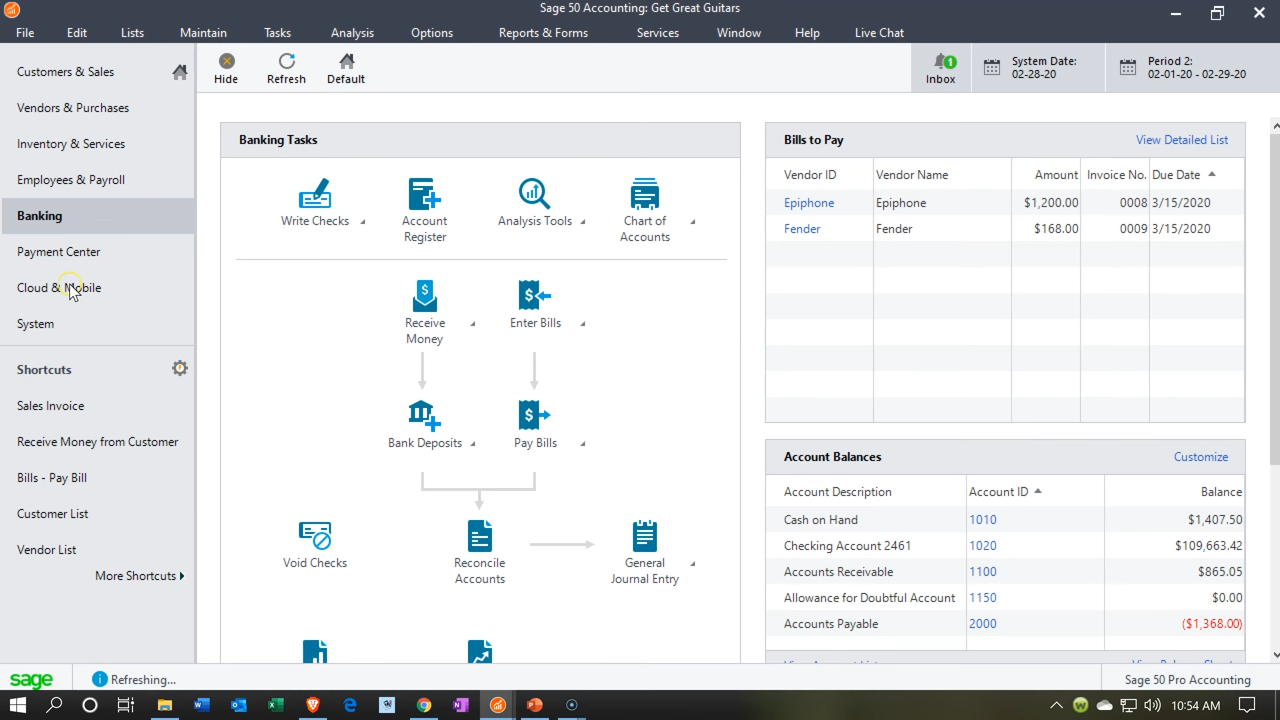 Sage 50 Accounting: Get Great Guitars
File Edit Lists Maintain Tasks Analysis Options Reports & Forms Services Window Help Live Chat
Customers & Sales
Vendors & Purchases
Inventory & Services
Employees & Payroll
Banking
Payment Center
Cloud & Mobile
System
Shortcuts
Sales Invoice
Receive Money from Customer
Bills - Pay Bill
Customer List
Vendor List
More Shortcuts
Hide Refresh Default
1
Inbox
System Date:
02-28-20
Period 2:
02-01-20 - 02-29-20
Banking Tasks
Write Checks
Account
Register
Analysis Tools
Chart of
Accounts
Receive
Money
Enter Bills
Bank Deposits
Pay Bills
Void Checks
Reconcile
Accounts
General
Journal Entry
Bills to Pay View Detailed List
Vendor ID Vendor Name Amount Invoice No. Due Date
Epiphone Epiphone $1,200.00 0008 3/15/2020
Fender Fender $168.00 0009 3/15/2020
Account Balances Customize
Account Description Account ID Balance
Cash on Hand 1010 $1,407.50
Checking Account 2461 1020 $109,663.42
Accounts Receivable 1100 $865.05
Allowance for Doubtful Account 1150 $0.00
Accounts Payable 2000 ($1,368.00)
sage
Refreshing...
Sage 50 Pro Accounting
10:54 AM